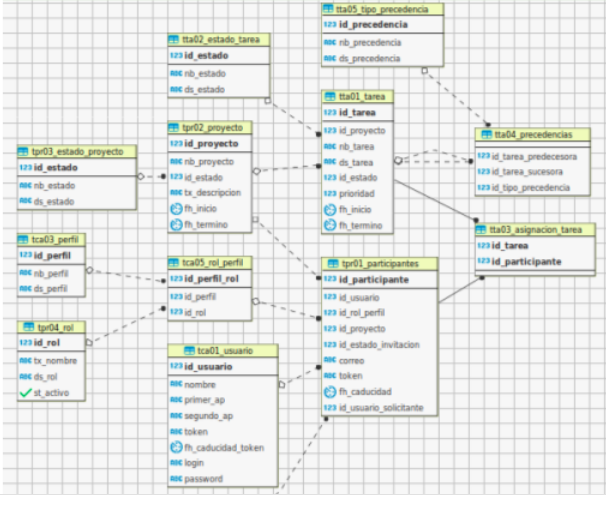 tta05_tipo_precedencia
123 id_precedencia
ABC nb_precedencia
ABC ds_precedencia
tta02_estado_tarea
123 id_estado
ABC nb_estado
ABC ds_estado
tta01_tarea
123 id_tarea
123 id_proyecto
ABC nb_tarea
ABC ds_tarea
123 id_estado
123 prioridad
fh_inicio
fh_termino
tpr02_proyecto
123 id_proyecto
ABC nb_proyecto
123 id_estado
ABC tx_descripcion
fh_inicio
fh_termino
tta04_precedencias
123 id_tarea_predecesora
123 id_tarea_sucesora
123 id_tipo_precedencia
tpr03_estado_proyecto
123 id_estado
ABC nb_estado
ABC ds_estado
tta03_asignacion_tarea
123 id_tarea
123 id_participante
tca03_perfil
123 id_perfil
ABC nb_perfil
ABC ds_perfil
tca05_rol_perfil
123 id_perfil_rol
123 id_perfil
123 id_rol
tpr01_participantes
123 id_participante
123 id_usuario
123 id_rol_perfil
123 id_proyecto
123 id_estado_invitacion
ABC correo
ABC token
fh_caducidad
123 id_usuario_solicitante
tpr04_rol
123 id_rol
ABC tx_nombre
ABC ds_rol
st_activo
tca01_usuario
123 id_usuario
ABC nombre
ABC primer_ap
ABC segundo_ap
ABC token
fh_caducidad_token
ABC login
ABC password